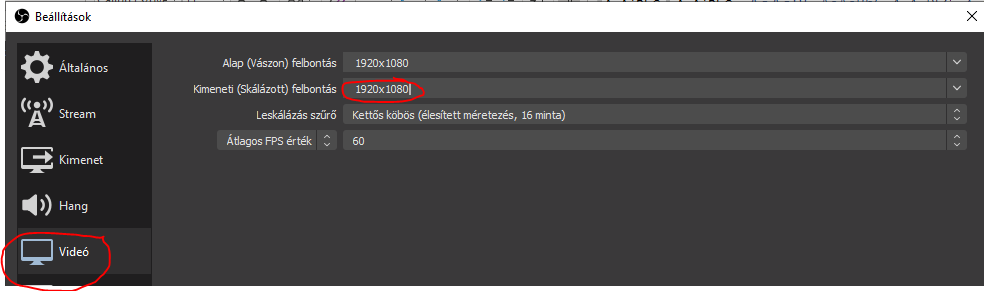 Beállítások
Általános
Stream
Kimenet
Hang
Videó
Alap (Vászon) felbontás 1920x1080
Kimeneti (Skálázott) felbontás 1920x1080
Leskálázás szűrő Kettős köbös (élesített méretezés, 16 minta)
Átlagos FPS érték 60